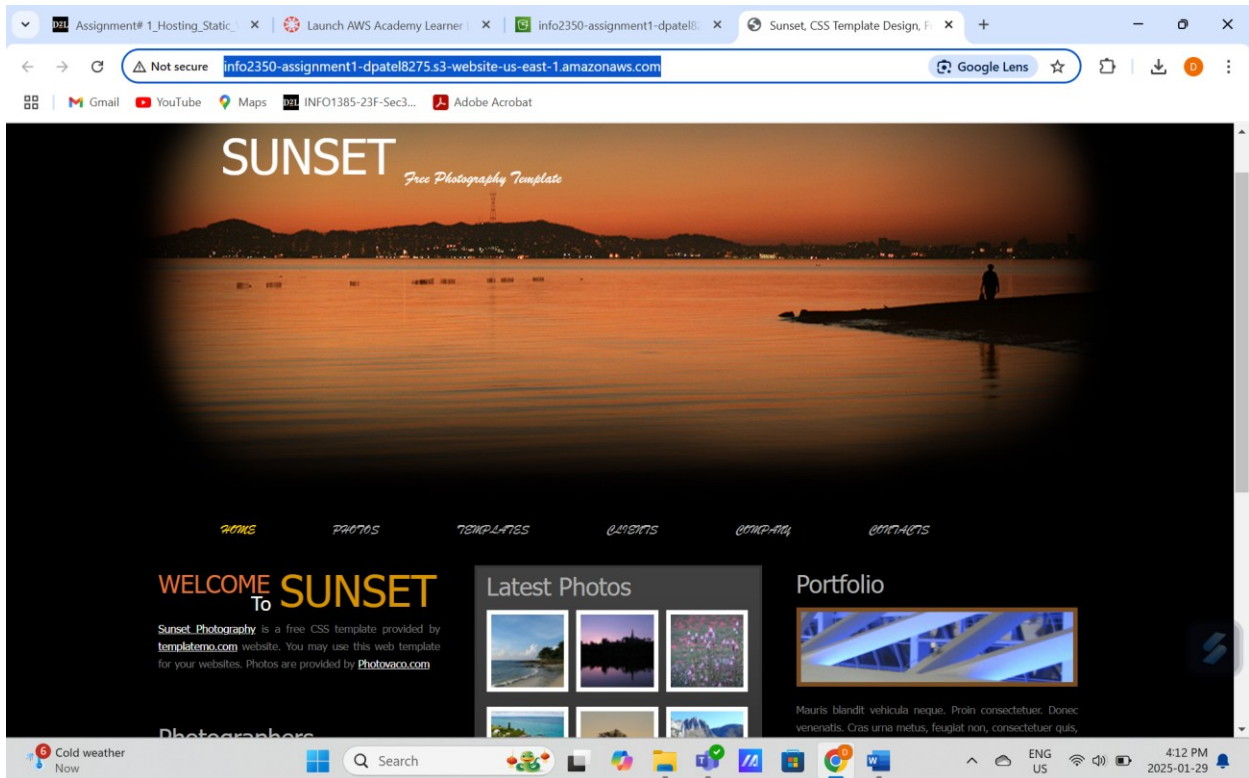 Assignment# 1_Hosting_Static_
Launch AWS Academy Learner
info2350-assignment1-dpatel8
Sunset, CSS Template Design, F
Not secure
info2350-assignment1-dpatel8275.s3-website-us-east-1.amazonaws.com
Google Lens
D
Gmail
YouTube
Maps
D2L
INFO1385-23F-Sec3...
Adobe Acrobat
SUNSET
Free Photography Template
HOME
PHOTOS
TEMPLATES
CLIENTS
COMPANY
CONTACTS
WELCOME
To SUNSET
Sunset Photography is a free CSS template provided by
templatemo.com website. You may use this web template
for your websites. Photos are provided by Photovaco.com
Photographers
Latest Photos
Portfolio
Mauris blandit vehicula neque. Proin consectetuer. Donec
venenatis. Cras urna metus, feugiat non, consectetuer quis,
6
Cold weather
Now
Search
ENG
US
4:12 PM
2025-01-29